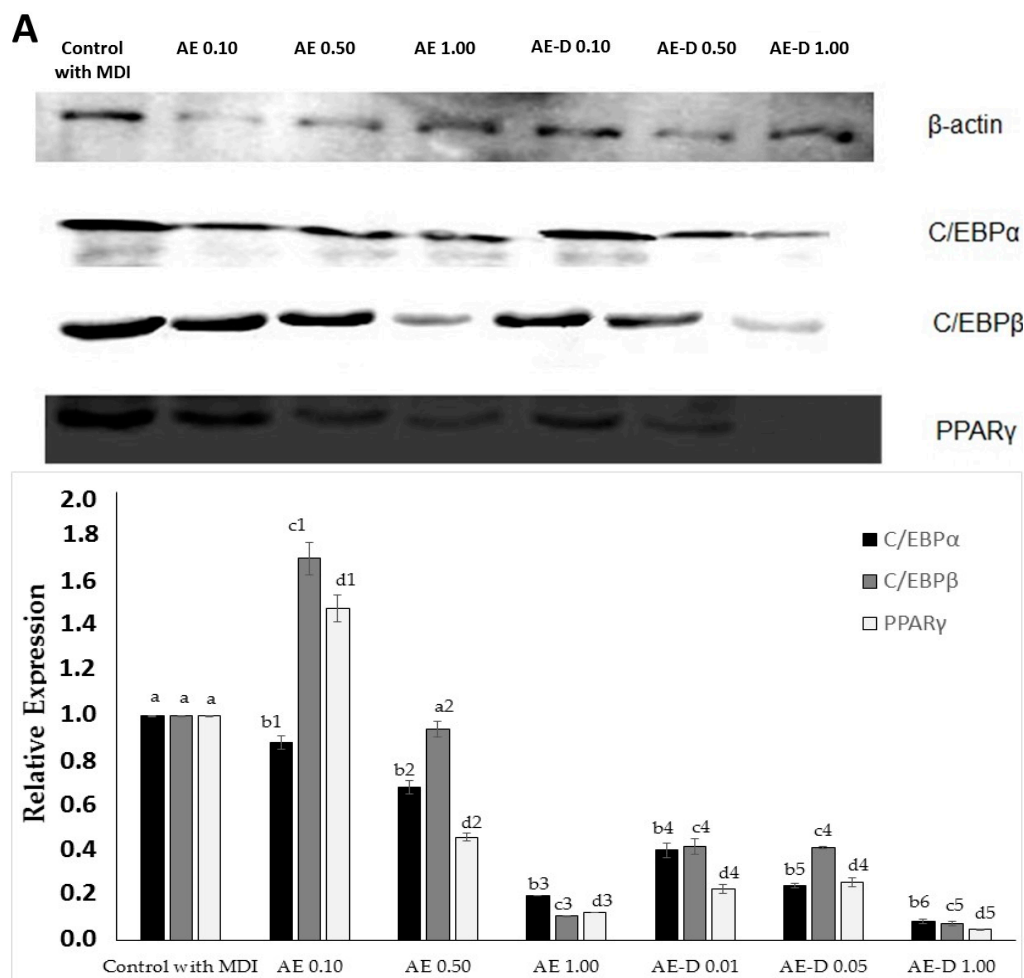 A
Control with MDI
AE 0.10
AE 0.50
AE 1.00
AE-D 0.10
AE-D 0.50
AE-D 1.00
β-actin
C/EBPα
C/EBPβ
PPARγ
Relative Expression
2.0
1.8
1.6
1.4
1.2
1.0
0.8
0.6
0.4
0.2
0.0
C/EBPα
C/EBPβ
PPARγ
a
a
a
b1
c1
d1
b2
a2
d2
b3
c3
d3
b4
c4
d4
b5
c4
d4
b6
c5
d5
Control with MDI
AE 0.10
AE 0.50
AE 1.00
AE-D 0.01
AE-D 0.05
AE-D 1.00